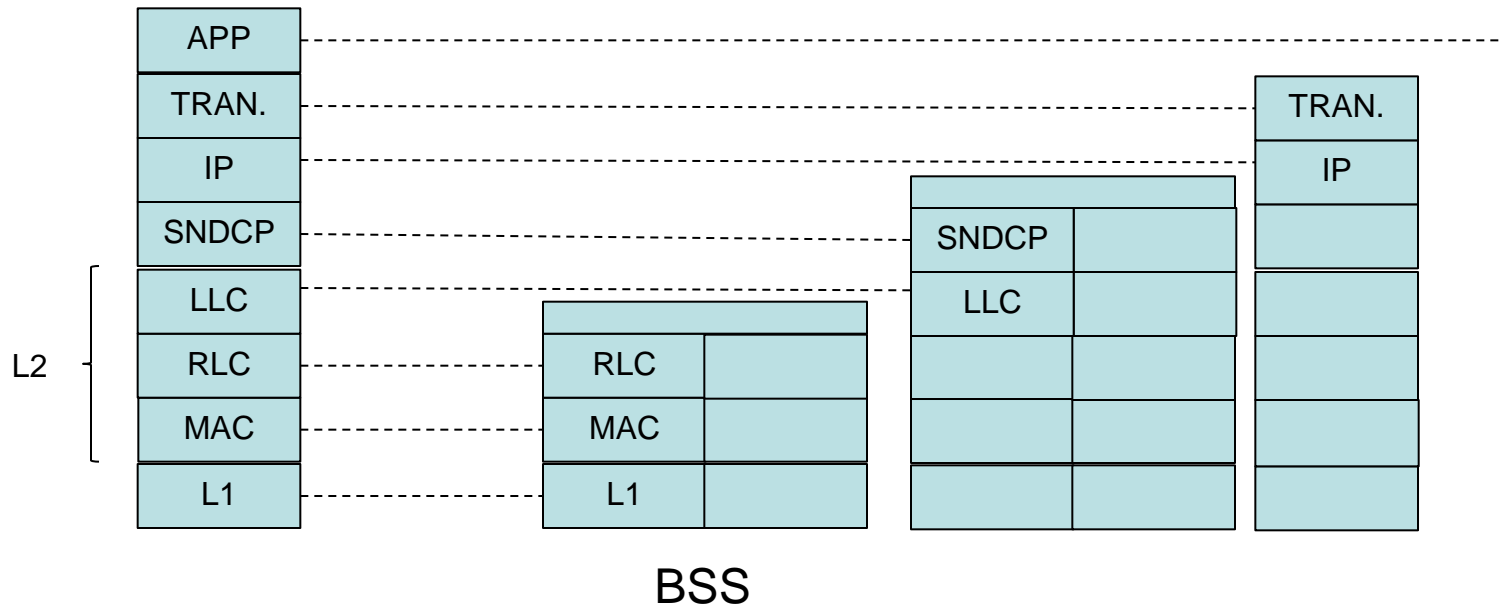 APP
TRAN.
TRAN.
IP
IP
SNDCP
SNDCP
LLC
LLC
L2
RLC
RLC
MAC
MAC
L1
L1
BSS